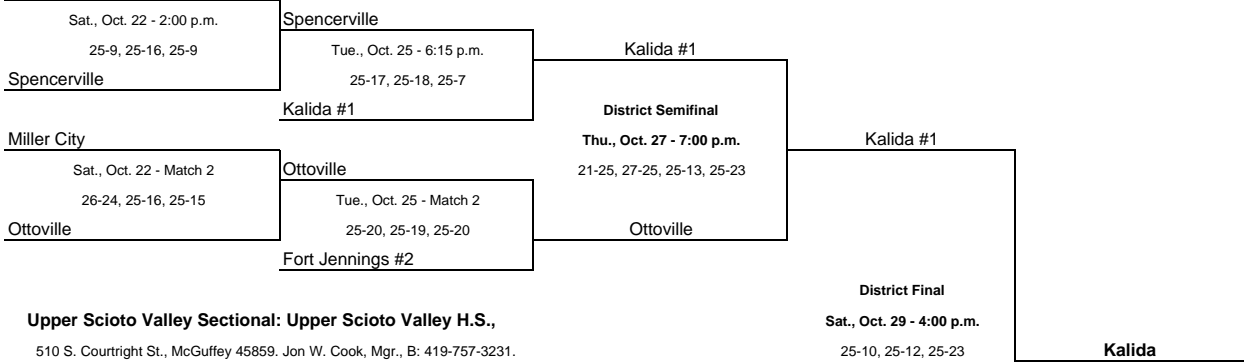 Sat., Oct. 22 - 2:00 p.m.
25-9, 25-16, 25-9
Spencerville
Spencerville
Tue., Oct. 25 - 6:15 p.m.
25-17, 25-18, 25-7
Kalida #1
Kalida #1
District Semifinal
Thu., Oct. 27 - 7:00 p.m.
21-25, 27-25, 25-13, 25-23
Kalida #1
Miller City
Sat., Oct. 22 - Match 2
26-24, 25-16, 25-15
Ottoville
Ottoville
Tue., Oct. 25 - Match 2
25-20, 25-19, 25-20
Fort Jennings #2
Ottoville
District Final
Sat., Oct. 29 - 4:00 p.m.
25-10, 25-12, 25-23
Kalida
Upper Scioto Valley Sectional: Upper Scioto Valley H.S.,
510 S. Courtright St., McGuffey 45859. Jon W. Cook, Mgr., B: 419-757-3231.